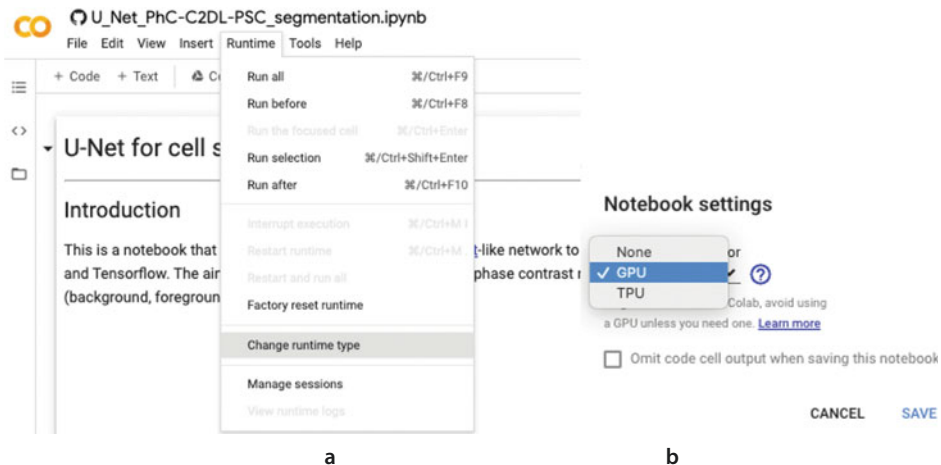 U_Net_PhC-C2DL-PSC_segmentation.ipynb
File Edit View Insert Runtime Tools Help
+ Code + Text
Run all ⌘/Ctrl+F9
Run before ⌘/Ctrl+F8
Run the focused cell ⌘/Ctrl+Enter
Run selection ⌘/Ctrl+Shift+Enter
Run after ⌘/Ctrl+F10
Interrupt execution ⌘/Ctrl+M I
Restart runtime ⌘/Ctrl+M .
Restart and run all
Factory reset runtime
Change runtime type
Manage sessions
View runtime logs
U-Net for cell s
Introduction
This is a notebook that t-like network to
and Tensorflow. The air phase contrast r
(background, foregroun
a
Notebook settings
None or
GPU
TPU
Colab, avoid using
a GPU unless you need one. Learn more
Omit code cell output when saving this notebook
CANCEL SAVE
b